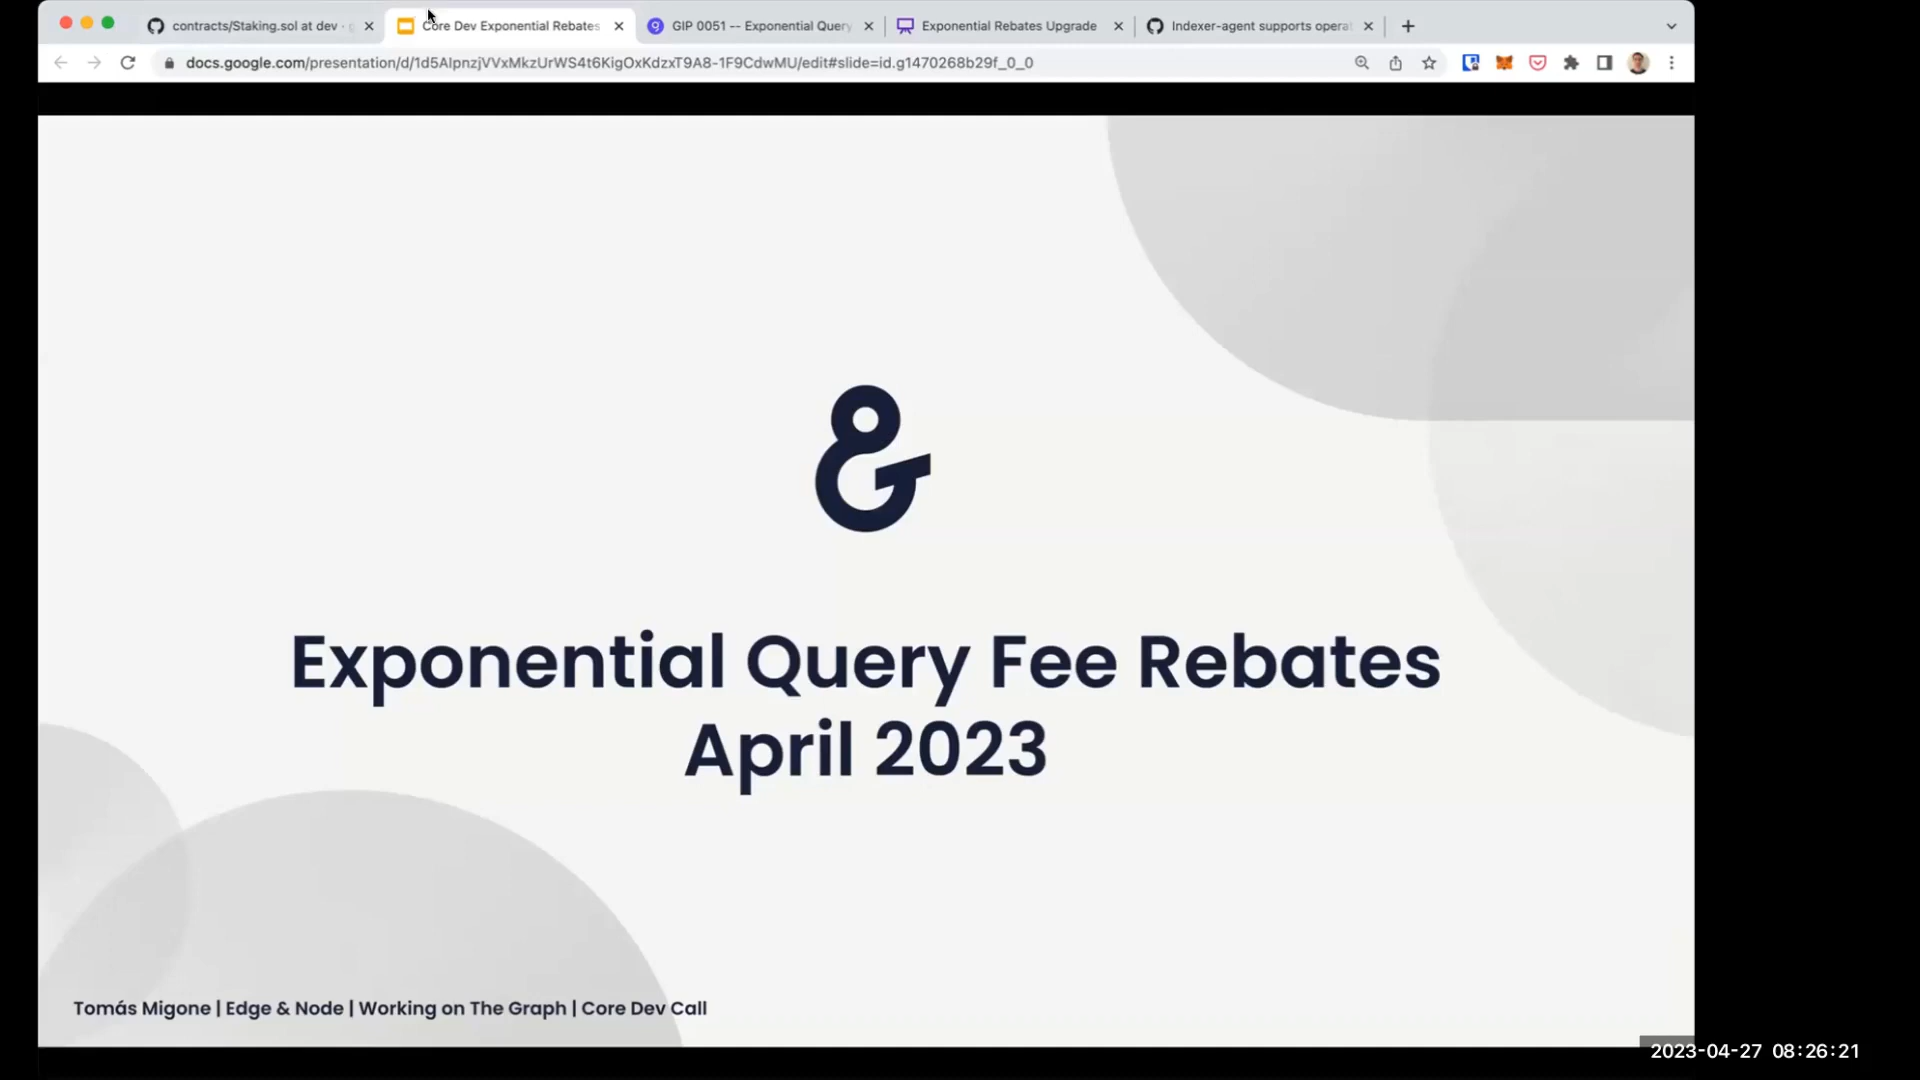 contracts/Staking.sol at dev ·
Core Dev Exponential Rebates
GIP 0051 -- Exponential Query
Exponential Rebates Upgrade
Indexer-agent supports opera
docs.google.com/presentation/d/1d5AIpnzjVVxMkzUrWS4t6KigOxKdzxT9A8-1F9CdwMU/edit#slide=id.g1470268b29f_0_0
&
Exponential Query Fee Rebates
April 2023
Tomás Migone | Edge & Node | Working on The Graph | Core Dev Call
2023-04-27 08:26:21